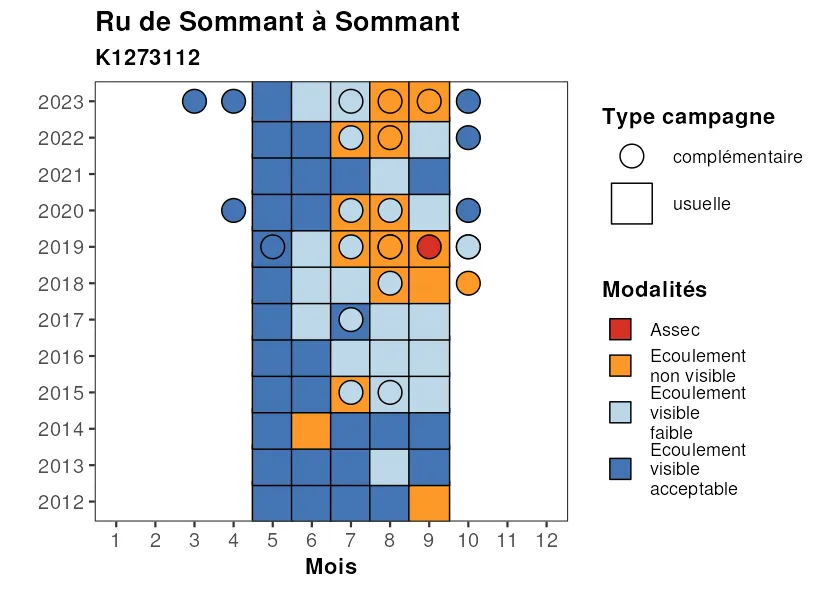 Ru de Sommant à Sommant
K1273112
2023
2022
2021
2020
2019
2018
2017
2016
2015
2014
2013
2012
1 2 3 4 5 6 7 8 9 10 11 12
Mois
Type campagne
complémentaire
usuelle
Modalités
Assec
Ecoulement
non visible
Ecoulement
visible
faible
Ecoulement
visible
acceptable